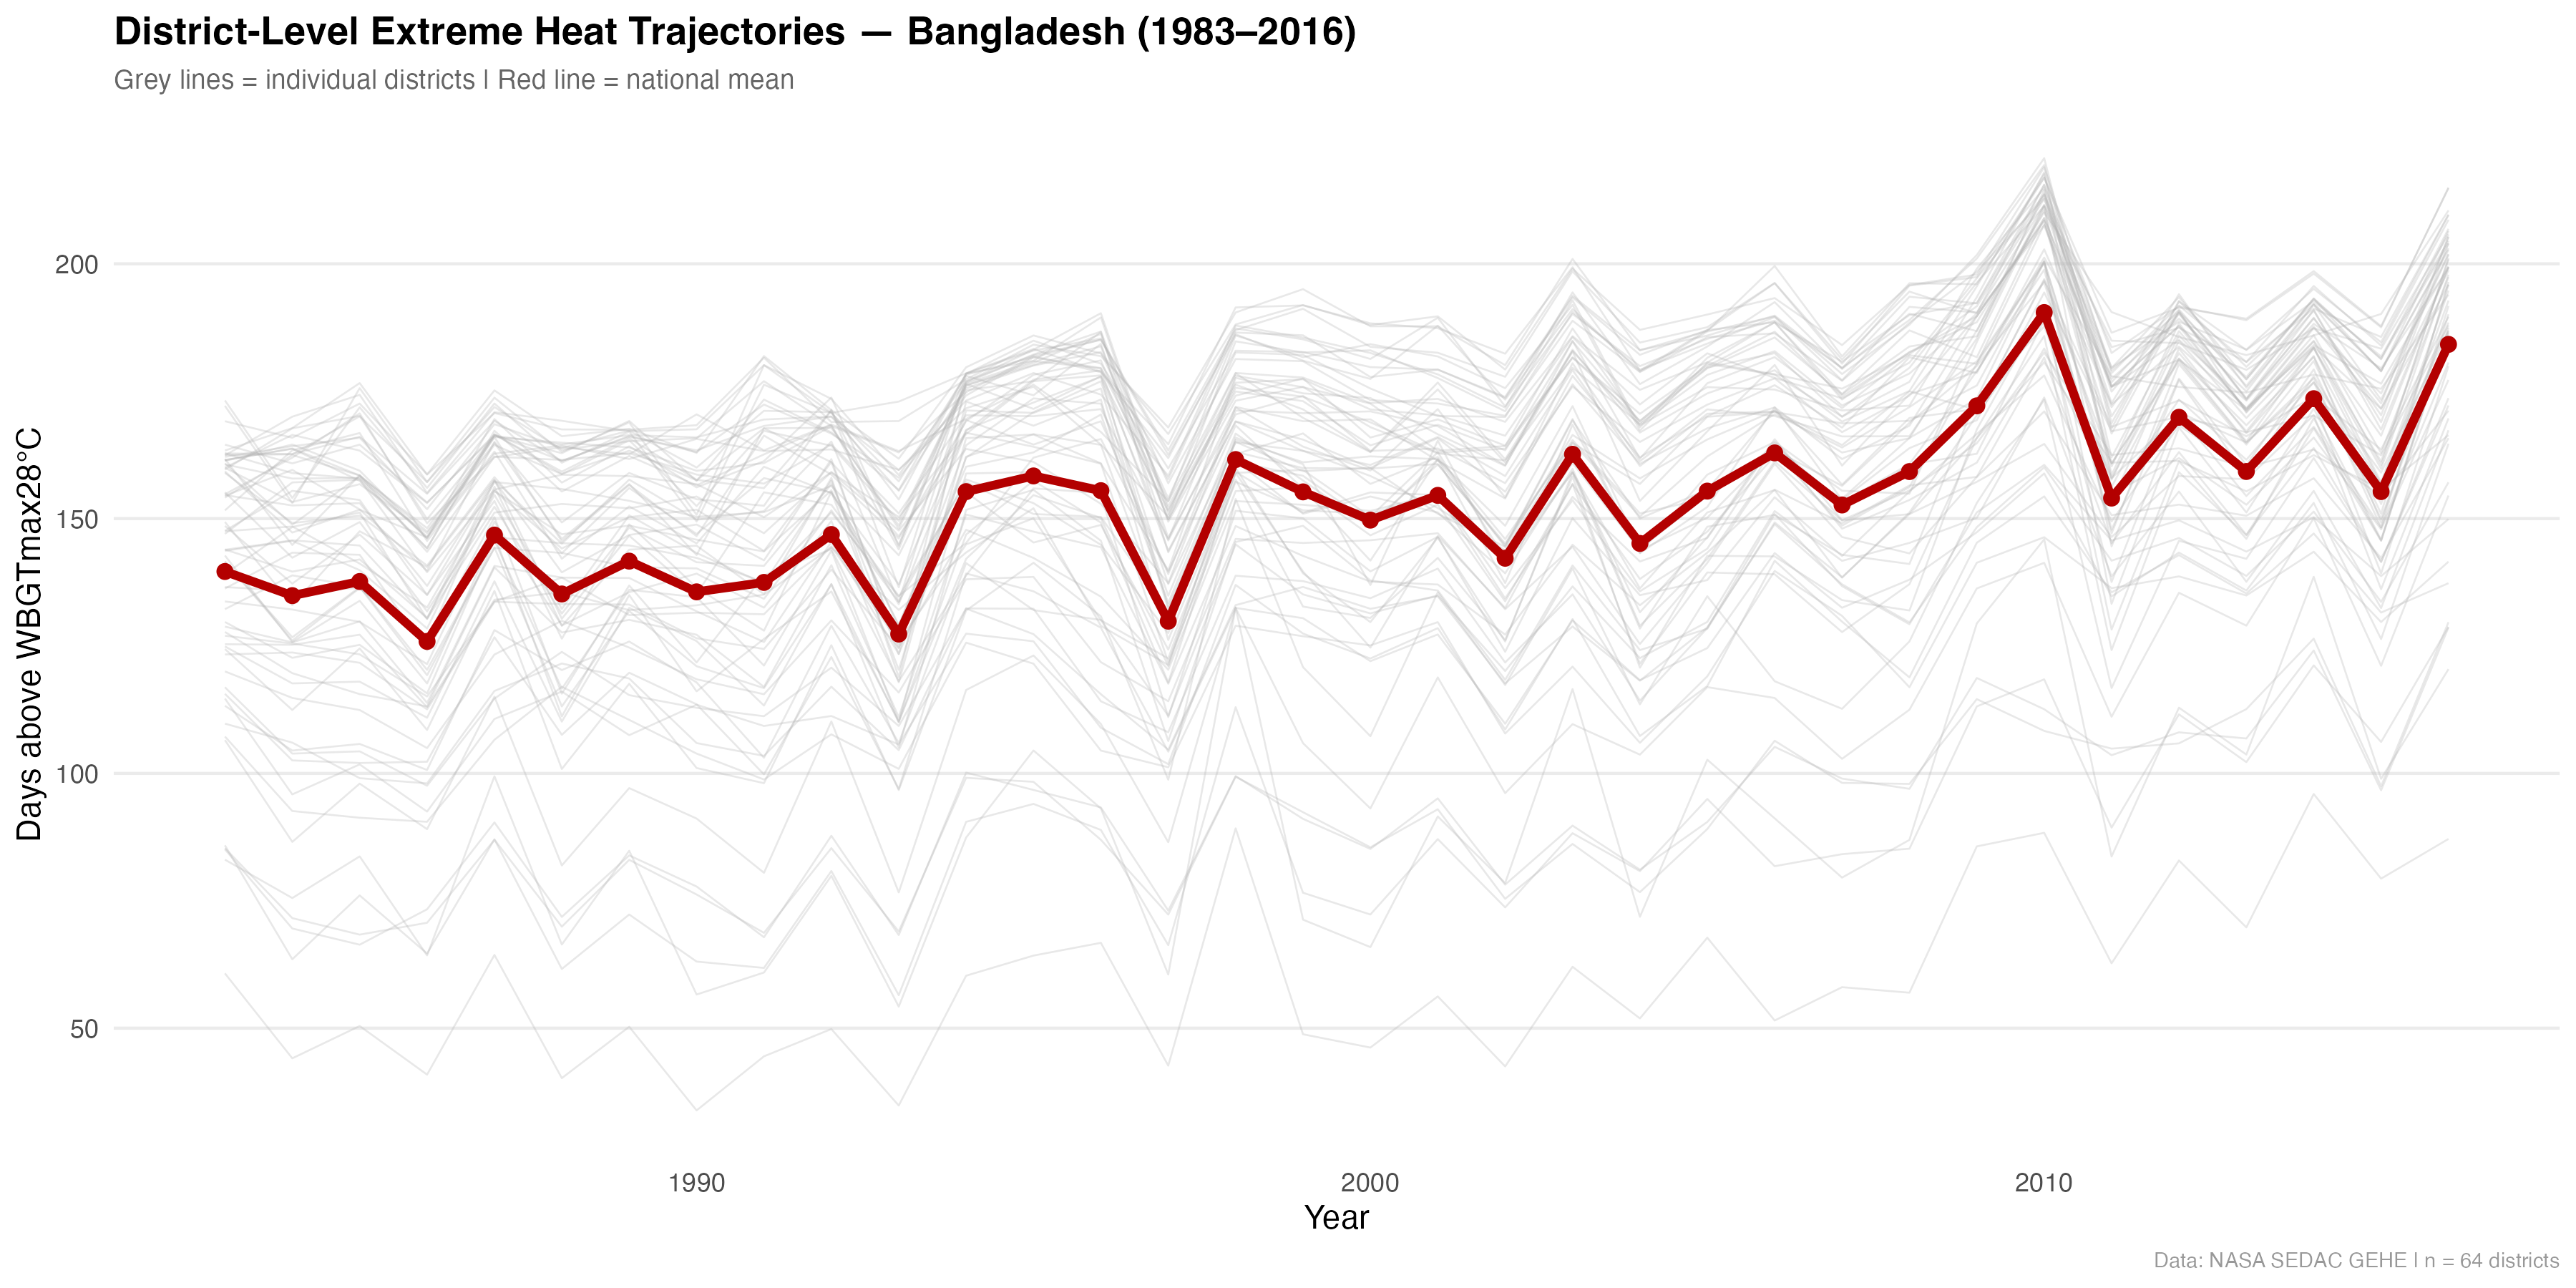 District-Level Extreme Heat Trajectories — Bangladesh (1983–2016)
Grey lines = individual districts | Red line = national mean
Days above WBGTmax28°C
200
150
100
50
1990
2000
2010
Year
Data: NASA SEDAC GEHE | n = 64 districts